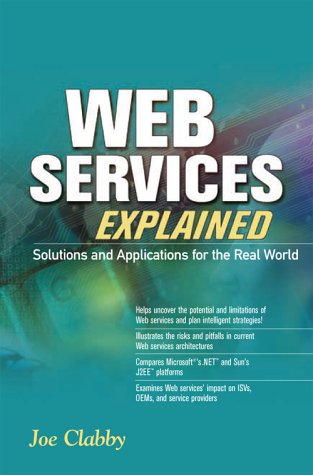 WEB
SERVICES
EXPLAINED
Solutions and Applications for the Real World
Helps uncover the potential and limitations of
Web services and plan intelligent strategies!
Illustrates the risks and pitfalls in current
Web services architectures
Compares Microsoft®'s .NET™ and Sun's
J2EE™ platforms
Examines Web services' impact on ISVs,
OEMs, and service providers
Joe Clabby